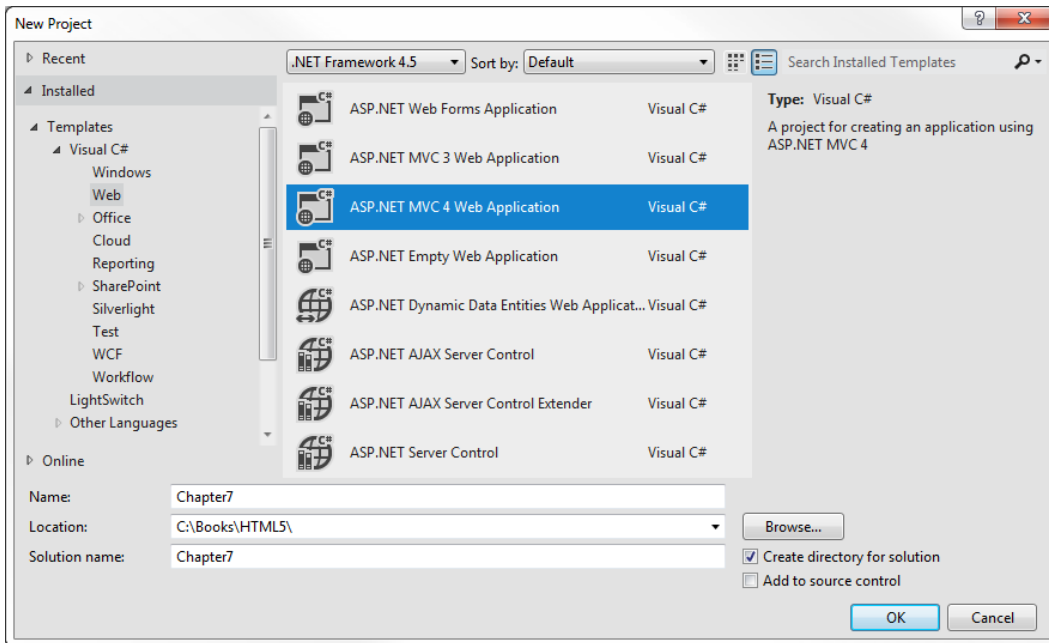 New Project
Recent
.NET Framework 4.5 Sort by: Default Search Installed Templates
Installed
Templates
Visual C#
Windows
Web
Office
Cloud
Reporting
SharePoint
Silverlight
Test
WCF
Workflow
LightSwitch
Other Languages
Online
C# ASP.NET Web Forms Application Visual C#
C# ASP.NET MVC 3 Web Application Visual C#
C# ASP.NET MVC 4 Web Application Visual C#
C# ASP.NET Empty Web Application Visual C#
C# ASP.NET Dynamic Data Entities Web Applicat... Visual C#
C# ASP.NET AJAX Server Control Visual C#
C# ASP.NET AJAX Server Control Extender Visual C#
C# ASP.NET Server Control Visual C#
Type: Visual C#
A project for creating an application using
ASP.NET MVC 4
Name: Chapter7
Location: C:\Books\HTML5\ Browse...
Solution name: Chapter7
Create directory for solution
Add to source control
OK Cancel